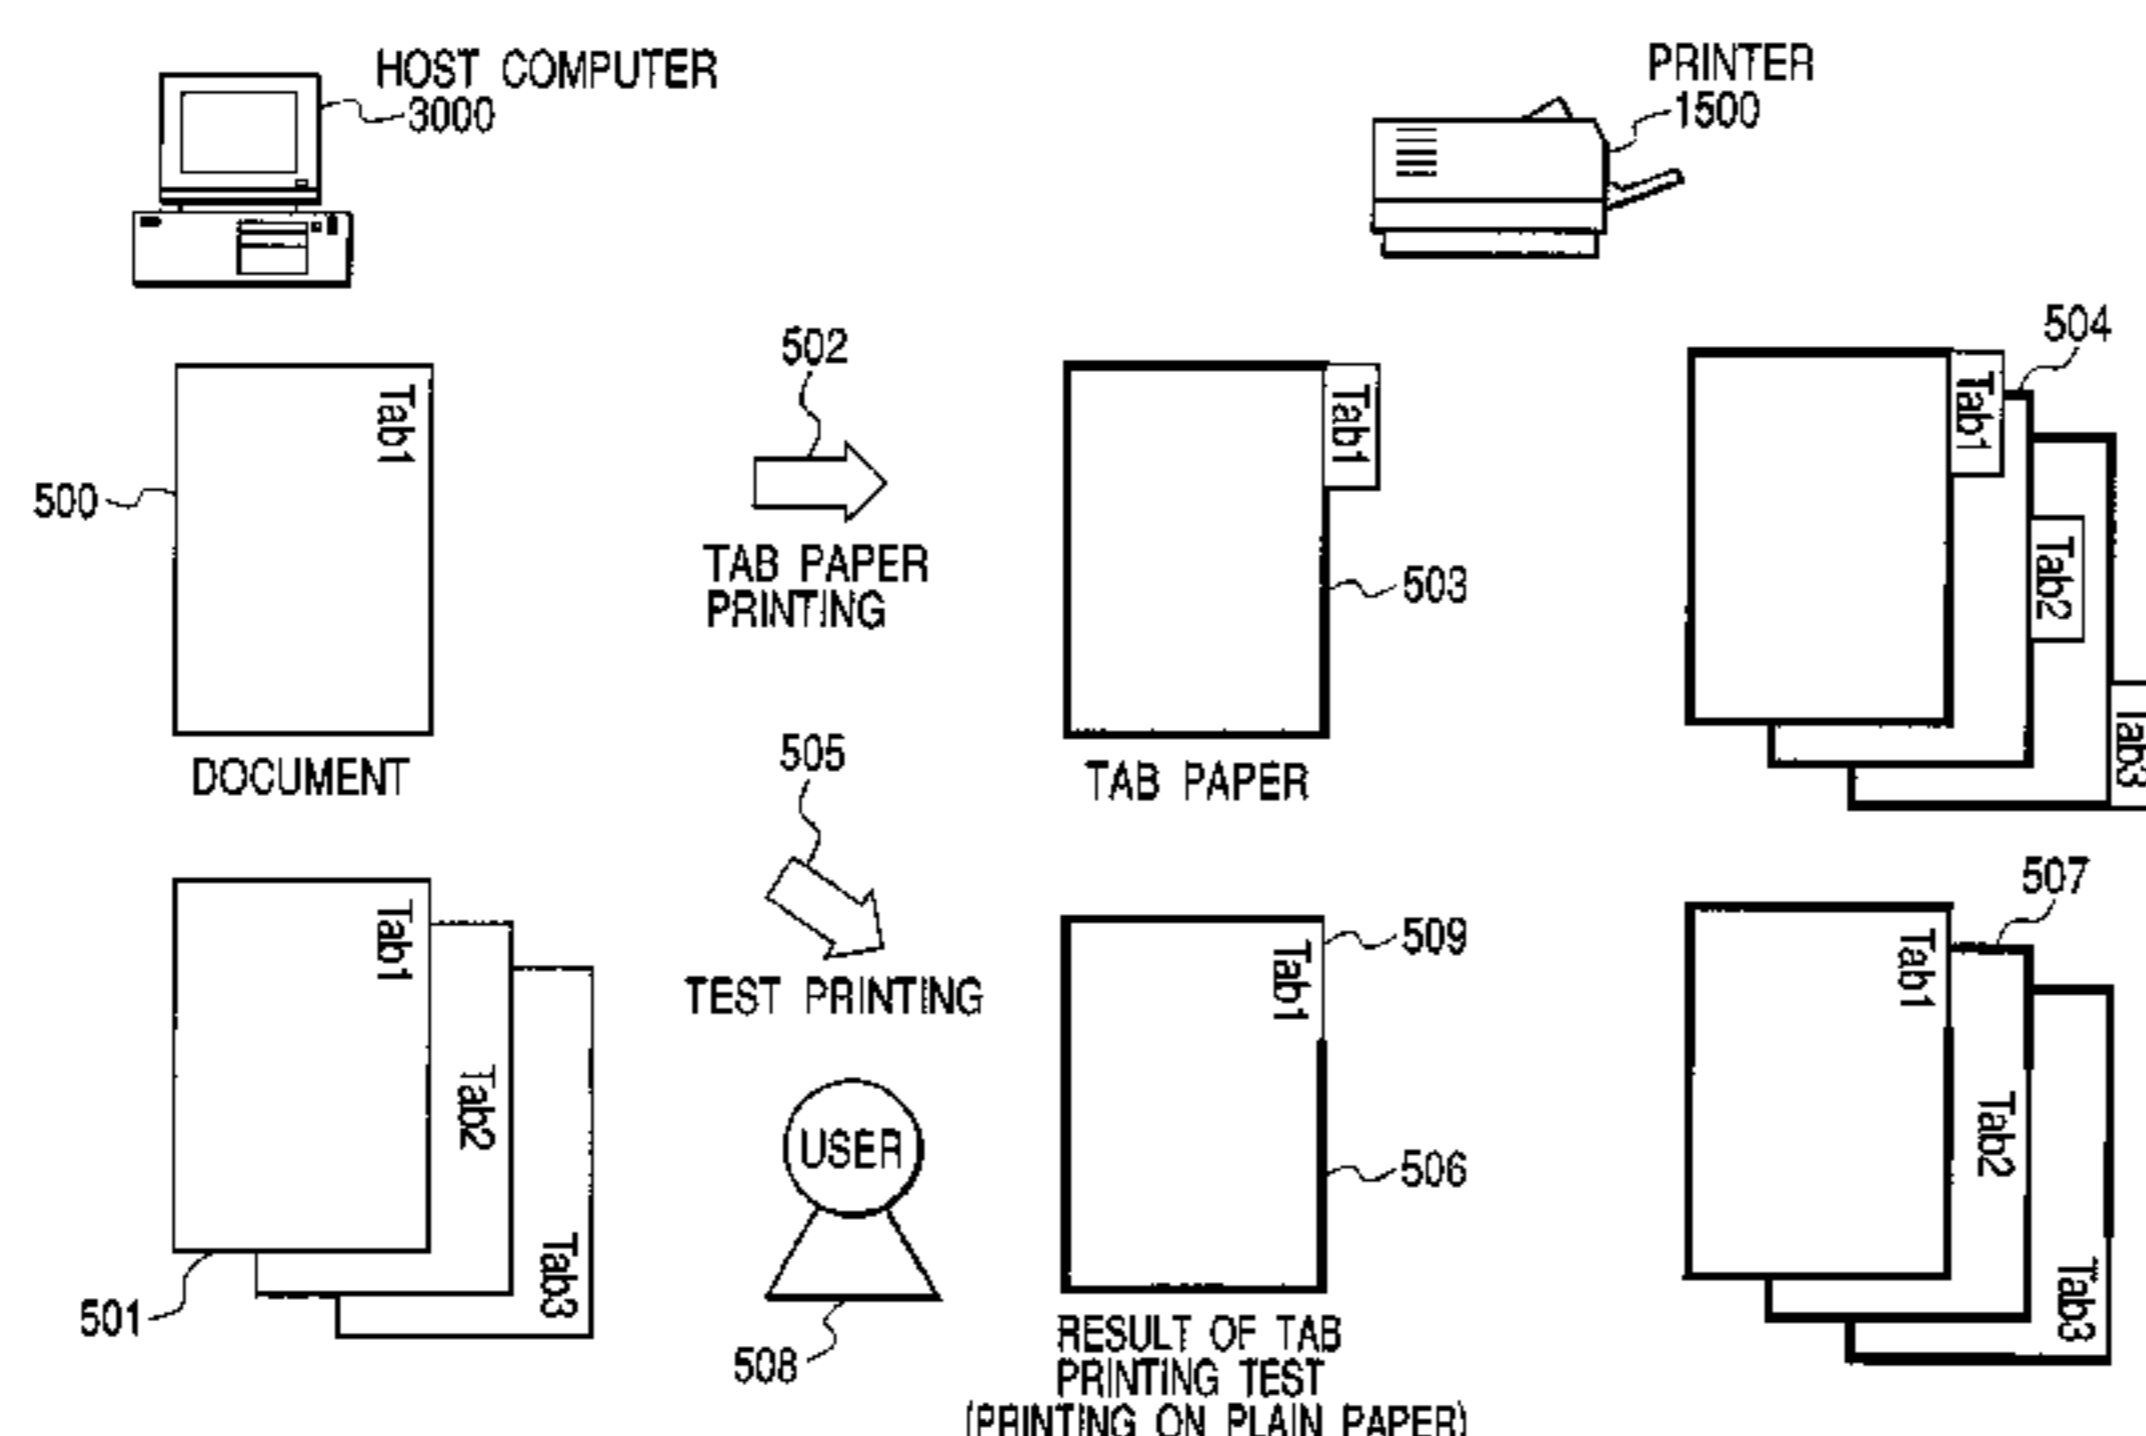 HOST COMPUTER
3000
PRINTER
1500
502
504
Tab1
Tab1
Tab1
500
Tab2
TAB PAPER
PRINTING
503
Tab3
505
DOCUMENT
TAB PAPER
507
Tab1
509
Tab1
Tab1
TEST PRINTING
Tab2
Tab2
USER
506
Tab3
Tab3
501
508
RESULT OF TAB
PRINTING TEST
(PRINTING ON PLAIN PAPER)